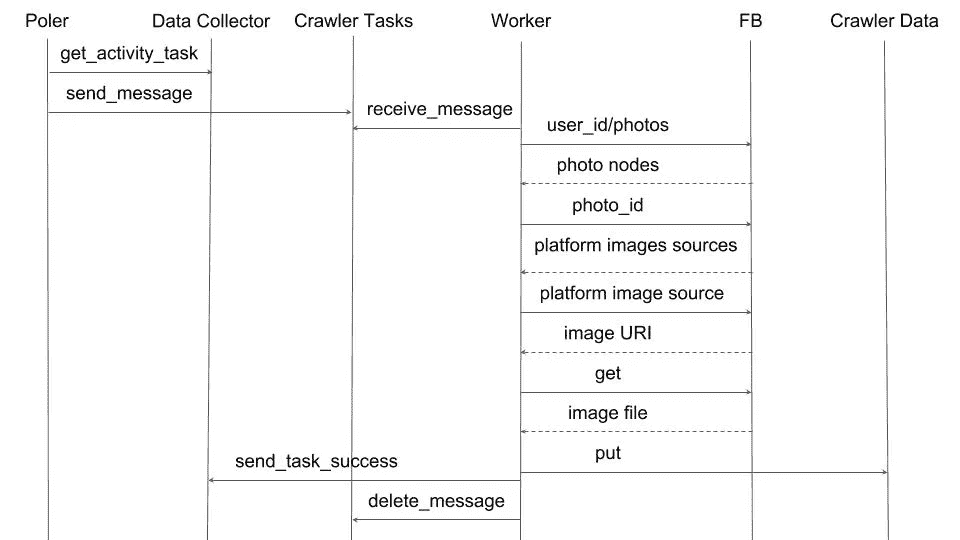 Poler Data Collector Crawler Tasks Worker FB Crawler Data
get_activity_task
send_message
receive_message
user_id/photos
photo nodes
photo_id
platform images sources
platform image source
image URI
get
image file
put
send_task_success
delete_message